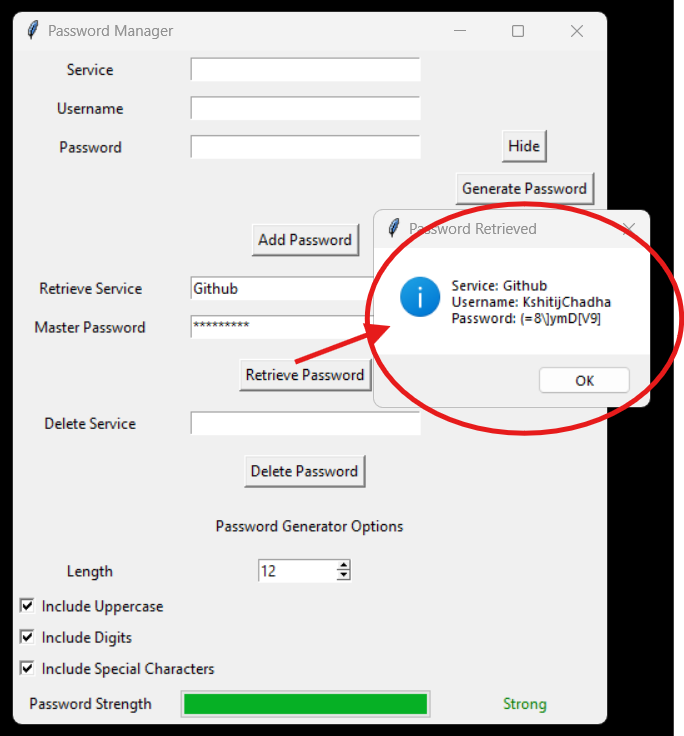 Password Manager
Service
Username
Password
Hide
Generate Password
Add Password
Password Retrieved
Service: Github
Username: KshitijChadha
Password: (=8\]ymD[V9]
OK
Retrieve Service Github
Master Password *********
Retrieve Password
Delete Service
Delete Password
Password Generator Options
Length 12
Include Uppercase
Include Digits
Include Special Characters
Password Strength Strong